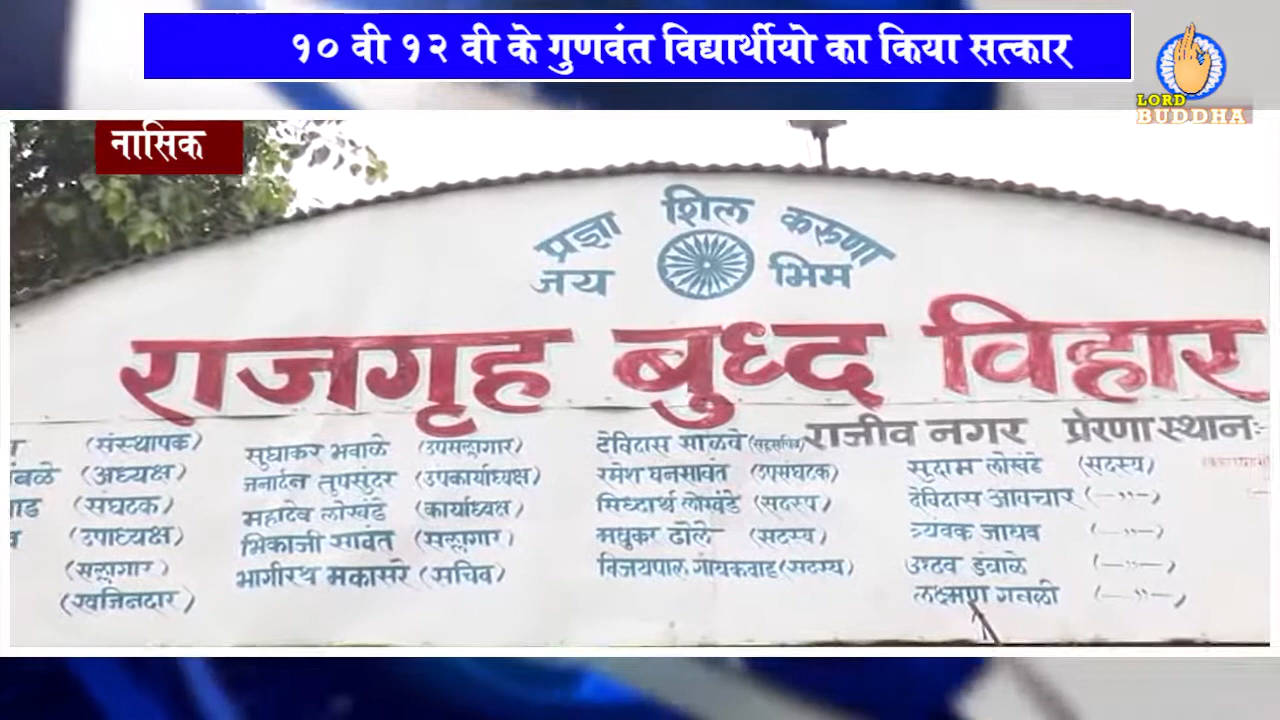 १० वी १२ वी के गुणवंत विद्यार्थीयो का किया सत्कार
LORD
BUDDHA
नासिक
प्रज्ञा शिल करुणा
जय भिम
राजगृह बुध्द विहार
राजीव नगर प्रेरणा स्थानः
(संस्थापक)
(अध्यक्ष)
(संघटक)
(उपाध्यक्ष)
(सल्लागार)
(खजिनदार)
सुधाकर भवाळे (उपसल्लागार)
जनार्दन तुपसुंदर (उपकार्याध्यक्ष)
महादेव लोखंडे (कार्याध्यक्ष)
भिकाजी सावंत (सल्लागार)
भागीरथ मकासरे (सचिव)
देविदास साळवे (सहसचिव)
रमेश घनसावंत (उपसंघटक)
सिध्दार्थ लोखंडे (सदस्य)
मधुकर ढोले (सदस्य)
विजयपाल गायकवाड (सदस्य)
सुदाम लोखंडे (सदस्य)
देविदास आवचार (—,,—)
त्र्यंबक जाधव (—,,—)
उध्दव डंबाळे (—,,—)
लक्ष्मण गवळी (—,,—)